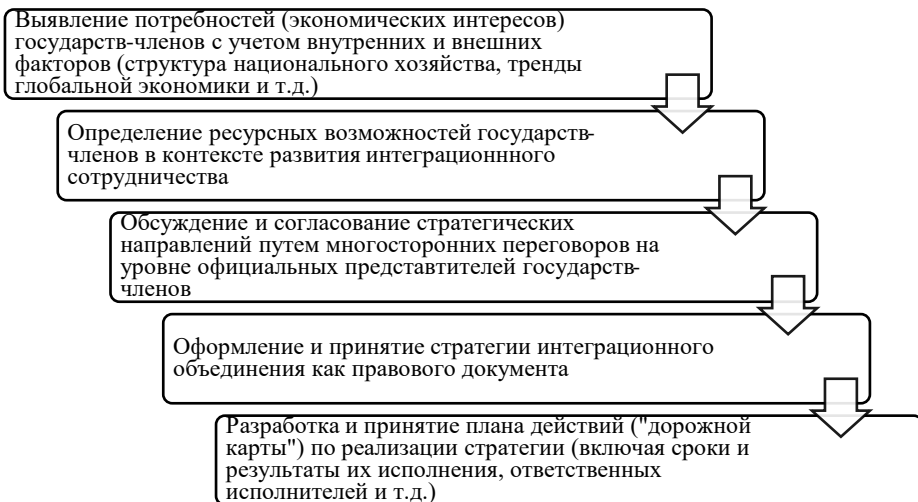 Выявление потребностей (экономических интересов)
государств-членов с учетом внутренних и внешних
факторов (структура национального хозяйства, тренды
глобальной экономики и т.д.)
Определение ресурсных возможностей государств-
членов в контексте развития интеграционнного
сотрудничества
Обсуждение и согласование стратегических
направлений путем многосторонних переговоров на
уровне официальных представтителей государств-
членов
Оформление и принятие стратегии интеграционного
объединения как правового документа
Разработка и принятие плана действий ("дорожной
карты") по реализации стратегии (включая сроки и
результаты их исполнения, ответственных
исполнителей и т.д.)